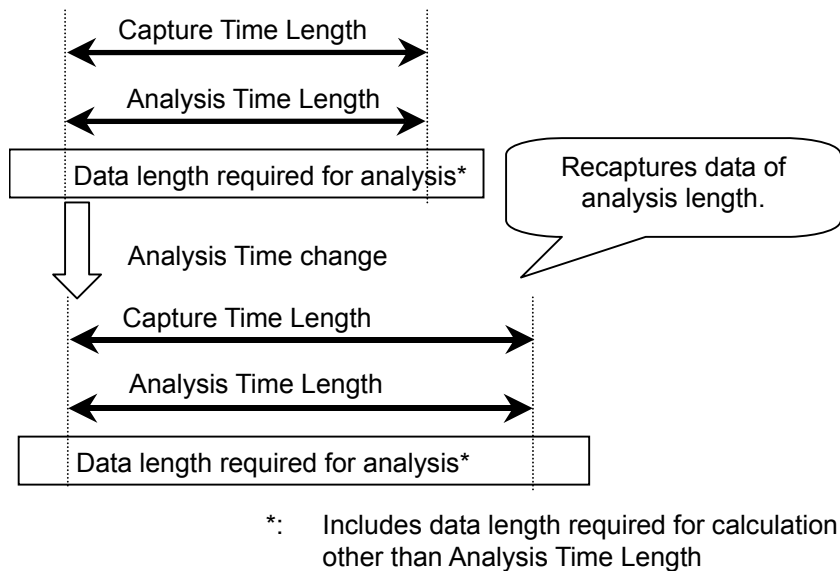 Capture Time Length
Analysis Time Length
Data length required for analysis*
Recaptures data of
analysis length.
Analysis Time change
Capture Time Length
Analysis Time Length
Data length required for analysis*
*: Includes data length required for calculation
other than Analysis Time Length